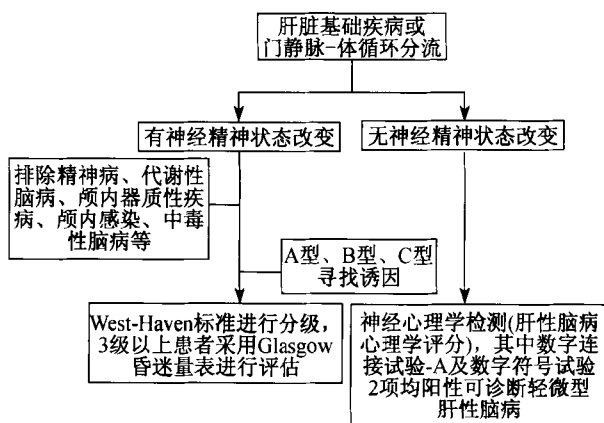 肝脏基础疾病或
门静脉-体循环分流
有神经精神状态改变
无神经精神状态改变
排除精神病、代谢性
脑病、颅内器质性疾
病、颅内感染、中毒
性脑病等
A型、B型、C型
寻找诱因
West-Haven标准进行分级,
3级以上患者采用Glasgow
昏迷量表进行评估
神经心理学检测(肝性脑病
心理学评分)，其中数字连
接试验-A及数字符号试验
2项均阳性可诊断轻微型
肝性脑病